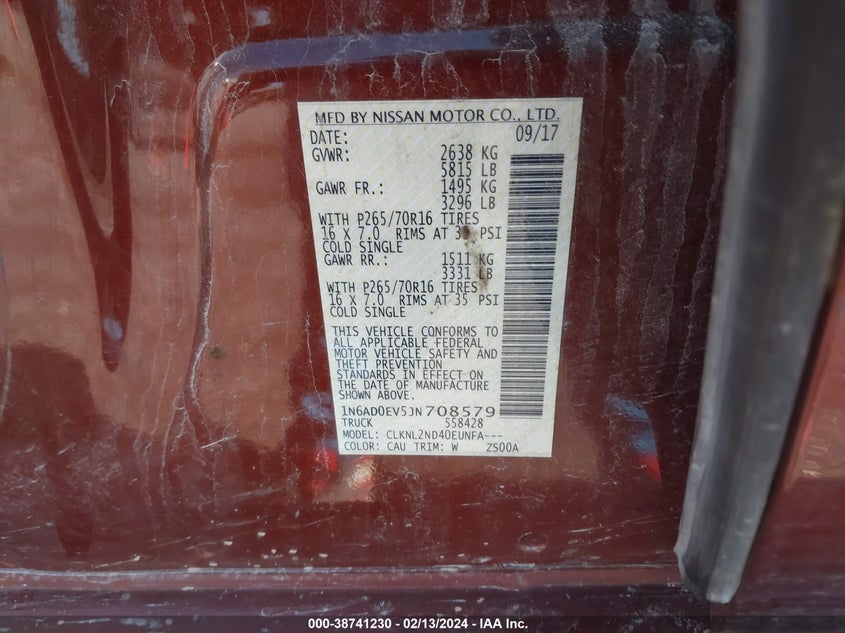 MFD BY NISSAN MOTOR CO., LTD.
DATE: 09/17
GVWR: 2638 KG
5815 LB
GAWR FR.: 1495 KG
3296 LB
WITH P265/70R16 TIRES
16 X 7.0 RIMS AT PSI
COLD SINGLE
GAWR RR.: 1511 KG
3331 LB
WITH P265/70R16 TIRES
16 X 7.0 RIMS AT 35 PSI
COLD SINGLE
THIS VEHICLE CONFORMS TO
ALL APPLICABLE FEDERAL
MOTOR VEHICLE SAFETY AND
THEFT PREVENTION
STANDARDS IN EFFECT ON
THE DATE OF MANUFACTURE
SHOWN ABOVE.
1N6AD0EV5JN708579
TRUCK 558428
MODEL: CLKNL2ND40EUNFA---
COLOR: CAU TRIM: W ZS00A
000-38741230 - 02/13/2024 - CLS***n.